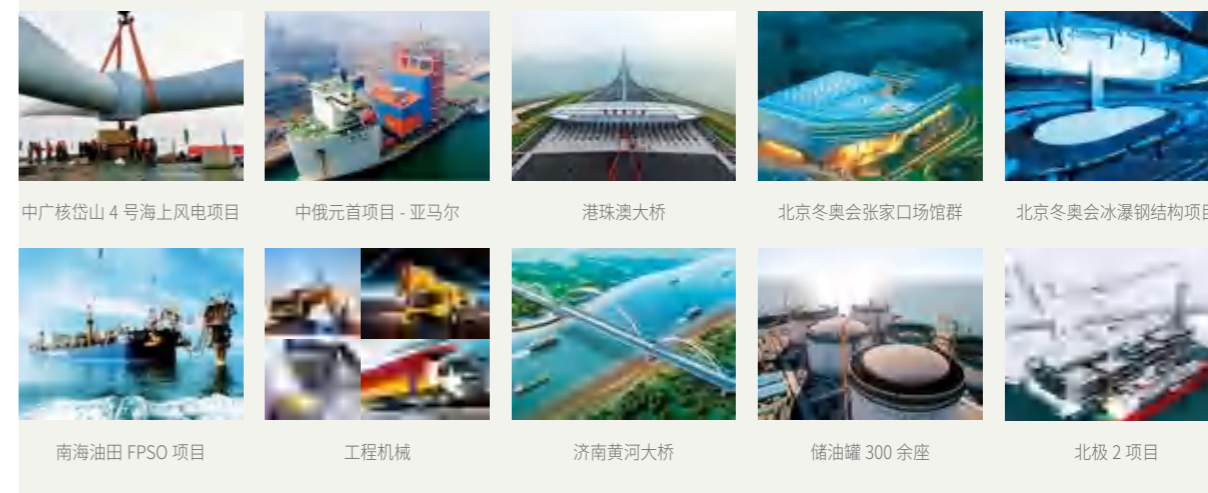 中广核岱山 4 号海上风电项目
中俄元首项目 - 亚马尔
港珠澳大桥
北京冬奥会张家口场馆群
北京冬奥会冰瀑钢结构项目
南海油田 FPSO 项目
工程机械
济南黄河大桥
储油罐 300 余座
北极 2 项目